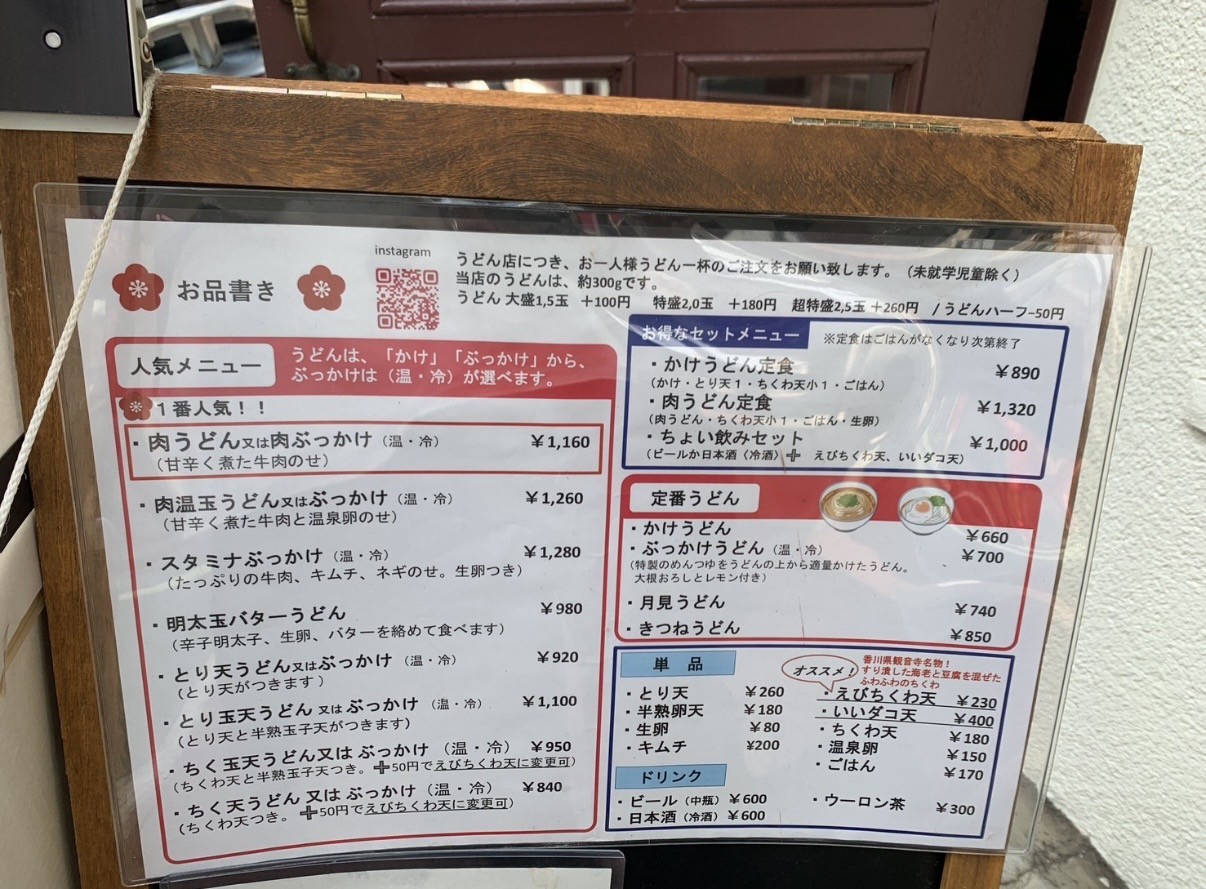 お品書き
instagram
うどん店につき、お一人様うどん一杯のご注文をお願い致します。（未就学児童除く）
当店のうどんは、約300gです。
うどん 大盛1,5玉 ＋100円 特盛2,0玉 ＋180円 超特盛2,5玉 ＋260円 / うどんハーフ−50円
人気メニュー
うどんは、「かけ」「ぶっかけ」から、
ぶっかけは（温・冷）が選べます。
１番人気！！
・肉うどん又は肉ぶっかけ（温・冷） ￥1,160
（甘辛く煮た牛肉のせ）
・肉温玉うどん又はぶっかけ（温・冷） ￥1,260
（甘辛く煮た牛肉と温泉卵のせ）
・スタミナぶっかけ（温・冷） ￥1,280
（たっぷりの牛肉、キムチ、ネギのせ。生卵つき）
・明太玉バターうどん ￥980
（辛子明太子、生卵、バターを絡めて食べます）
・とり天うどん又はぶっかけ（温・冷） ￥920
（とり天がつきます）
・とり玉天うどん 又は ぶっかけ（温・冷） ￥1,100
（とり天と半熟玉子天がつきます）
・ちく玉天うどん又は ぶっかけ（温・冷） ￥950
（ちくわ天と半熟玉子天つき。➕50円でえびちくわ天に変更可）
・ちく天うどん 又は ぶっかけ（温・冷） ￥840
（ちくわ天つき。➕50円でえびちくわ天に変更可）
お得なセットメニュー ※定食はごはんがなくなり次第終了
・かけうどん定食 ￥890
（かけ・とり天１・ちくわ天小１・ごはん）
・肉うどん定食 ￥1,320
（肉うどん・ちくわ天小１・ごはん・生卵）
・ちょい飲みセット ￥1,000
（ビールか日本酒（冷酒）➕ えびちくわ天、いいダコ天）
定番うどん
・かけうどん ￥660
・ぶっかけうどん（温・冷） ￥700
（特製のめんつゆをうどんの上から適量かけたうどん。
大根おろしとレモン付き）
・月見うどん ￥740
・きつねうどん ￥850
単 品
・とり天 ￥260
・半熟卵天 ￥180
・生卵 ￥80
・キムチ ¥200
オススメ！
香川県観音寺名物！
すり潰した海老と豆腐を混ぜた
ふわふわのちくわ
・えびちくわ天 ￥230
・いいダコ天 ￥400
・ちくわ天 ￥180
・温泉卵 ￥150
・ごはん ￥170
ドリンク
・ビール（中瓶）￥600
・日本酒（冷酒）￥600
・ウーロン茶 ￥300